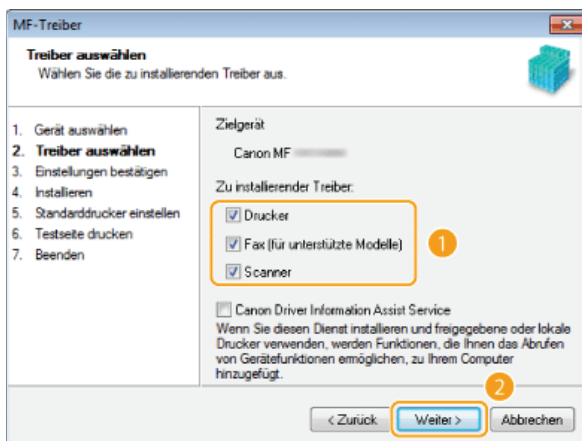 MF-Treiber
Treiber auswählen
Wählen Sie die zu installierenden Treiber aus.
1. Gerät auswählen
2. Treiber auswählen
3. Einstellungen bestätigen
4. Installieren
5. Standarddrucker einstellen
6. Testseite drucken
7. Beenden
Zielgerät
Canon MF
Zu installierender Treiber:
Drucker
Fax (für unterstützte Modelle)
Scanner
1
Canon Driver Information Assist Service
Wenn Sie diesen Dienst installieren und freigegebene oder lokale
Drucker verwenden, werden Funktionen, die Ihnen das Abrufen
von Gerätefunktionen ermöglichen, zu Ihrem Computer
hinzugefügt.
2
< Zurück Weiter > Abbrechen